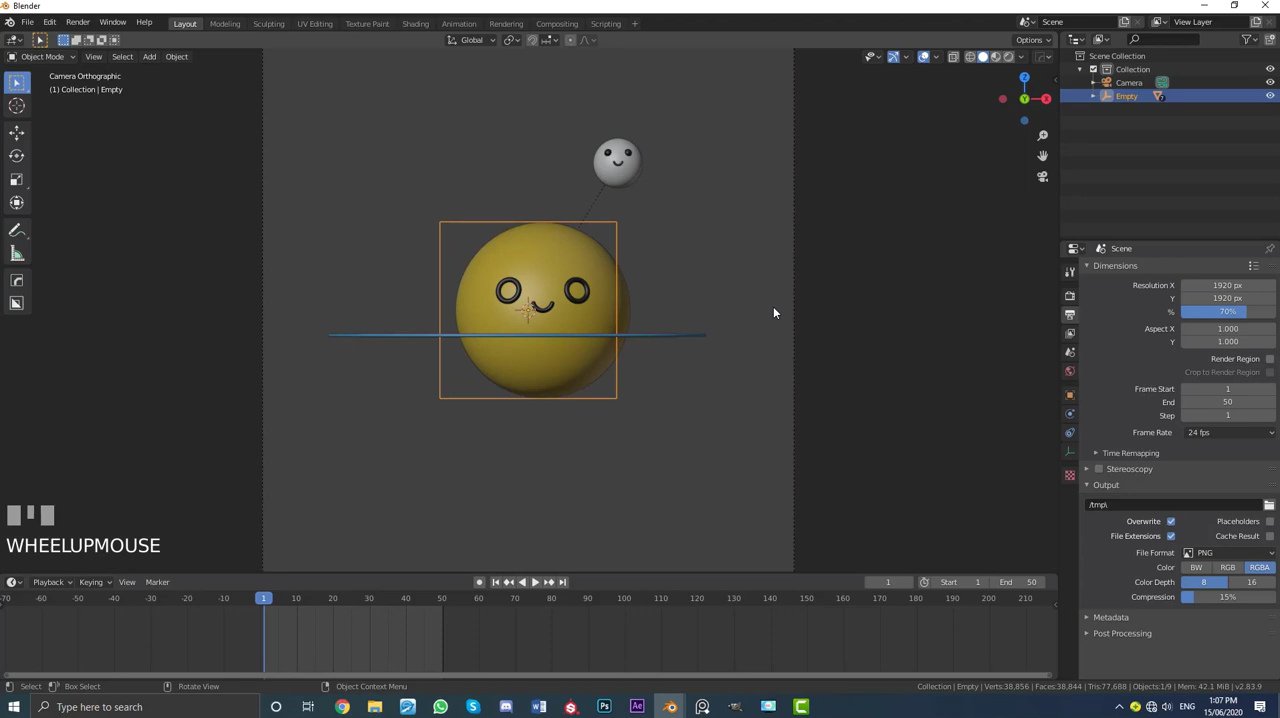 Blender
File Edit Render Window Help Layout Modeling Sculpting UV Editing Texture Paint Shading Animation Rendering Compositing Scripting + Scene View Layer
Global Options
Object Mode View Select Add Object
Camera Orthographic
(1) Collection | Empty
Z
Y
X
Scene Collection
Collection
Camera
Empty
Scene
Dimensions
Resolution X 1920 px
Y 1920 px
% 70%
Aspect X 1.000
Y 1.000
Render Region
Crop to Render Region
Frame Start 1
End 50
Step 1
Frame Rate 24 fps
Time Remapping
Stereoscopy
Output
/tmp\
Overwrite Placeholders
File Extensions Cache Result
File Format PNG
Color BW RGB RGBA
Color Depth 8 16
Compression 15%
Metadata
Post Processing
WHEELUPMOUSE
Playback Keying View Marker 1 Start 1 End 50
-70 -60 -50 -40 -30 -20 -10 1 10 20 30 40 50 60 70 80 90 100 110 120 130 140 150 160 170 180 190 200 210
Select Box Select Rotate View Object Context Menu Collection | Empty | Verts:38,856 | Faces:38,844 | Tris:77,688 | Objects:1/9 | Mem: 42.1 MiB | v2.83.9
Type here to search ENG 1:07 PM
15/06/2020